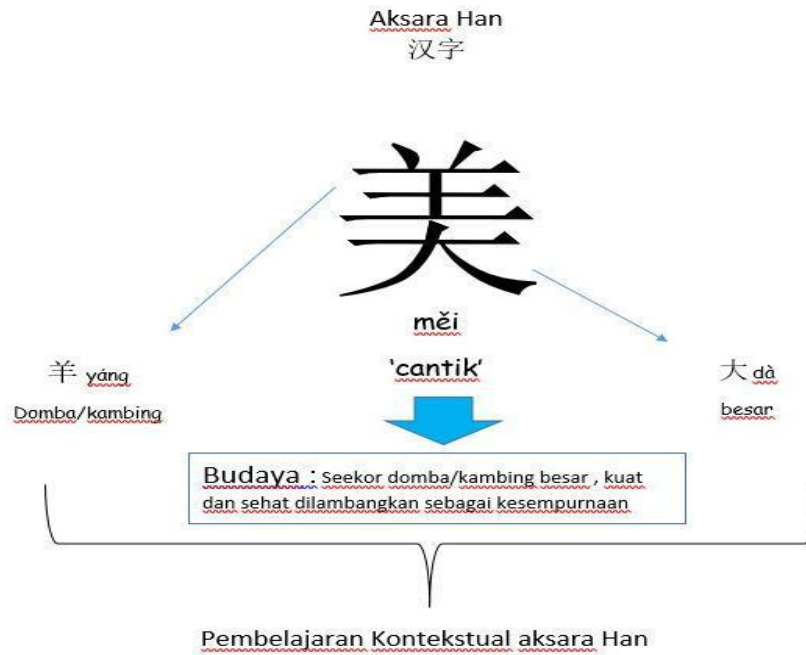 Aksara Han
汉字
美
měi
'cantik'
羊 yáng
Domba/kambing
大 dà
besar
Budaya : Seekor domba/kambing besar , kuat
dan sehat dilambangkan sebagai kesempurnaan
Pembelajaran Kontekstual aksara Han